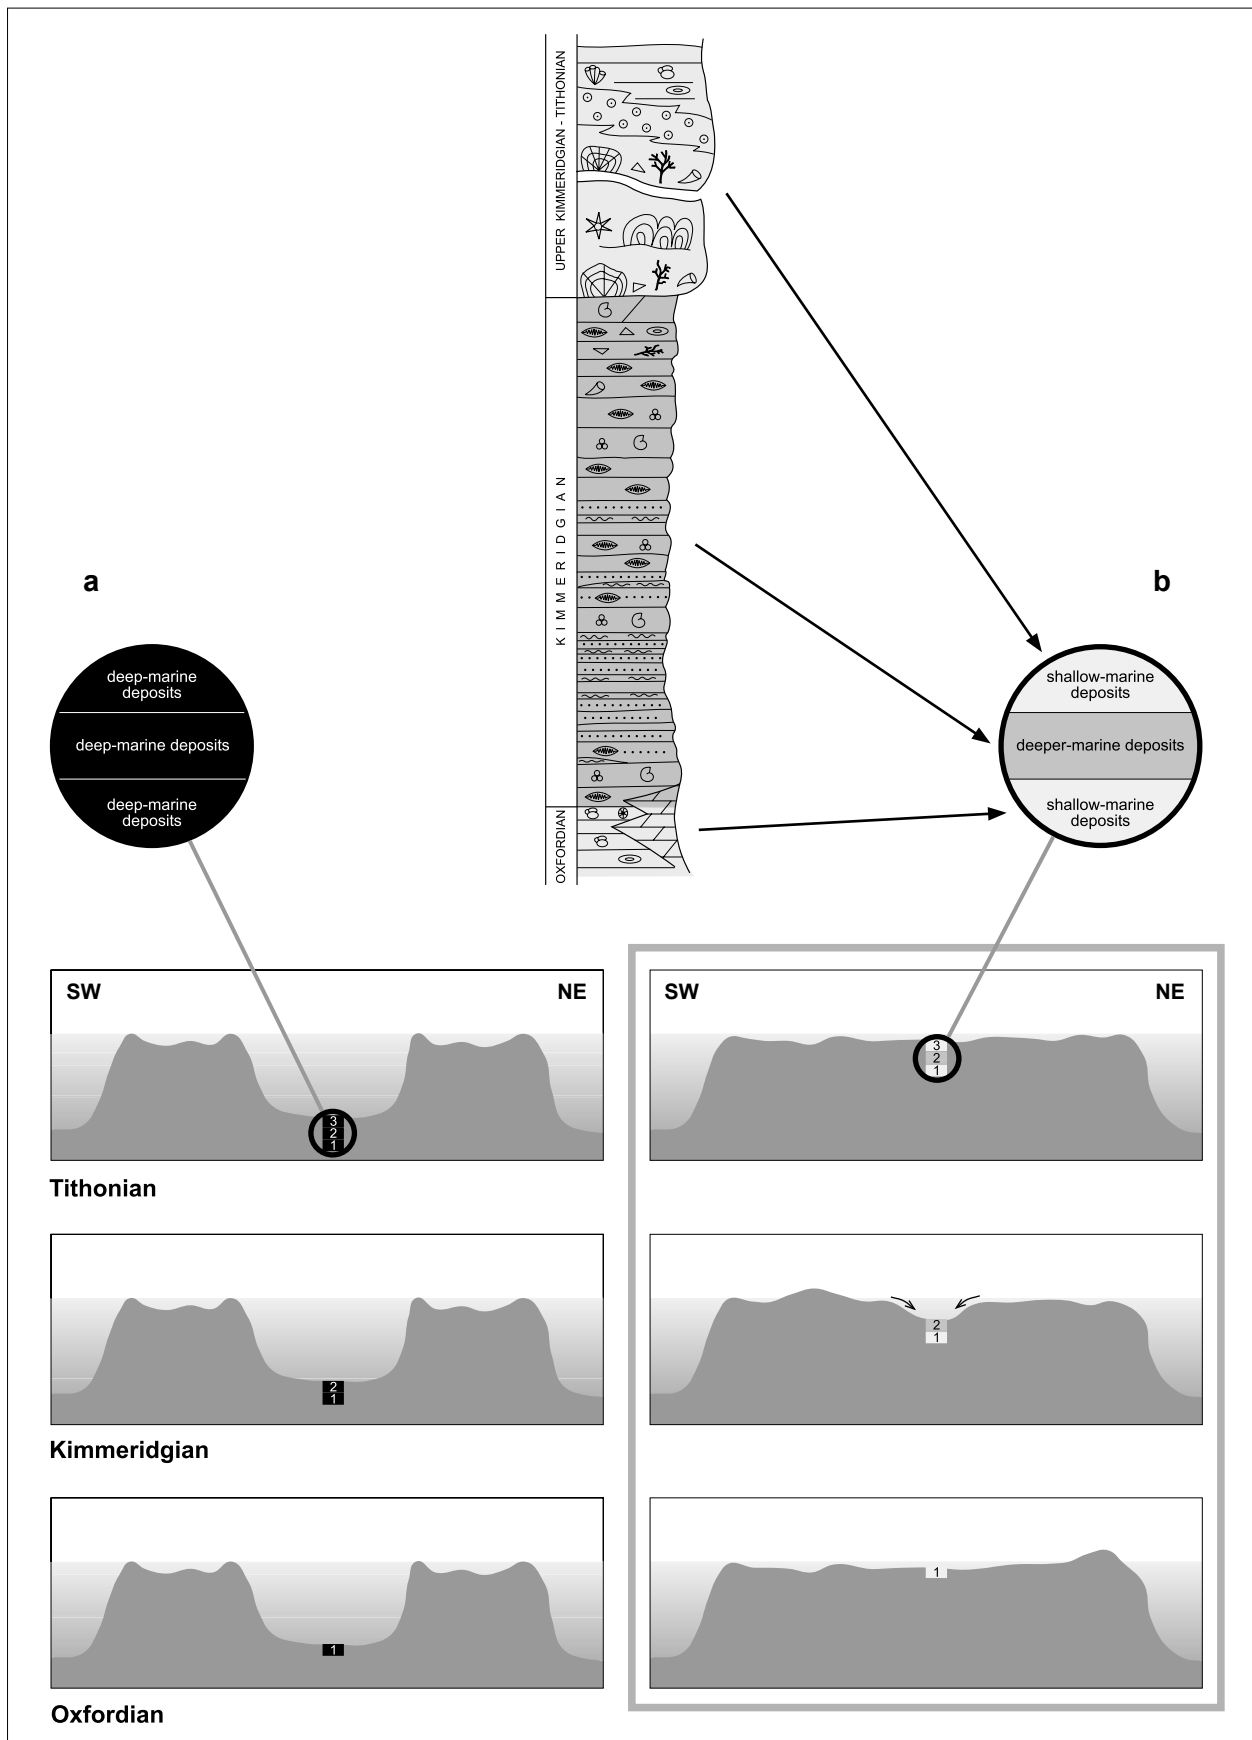 UPPER KIMMERIDGIAN - TITHONIAN
KIMMERIDGIAN
OXFORDIAN
a
b
deep-marine
deposits
deep-marine deposits
deep-marine
deposits
shallow-marine
deposits
deeper-marine deposits
shallow-marine
deposits
SW
NE
3
2
1
Tithonian
SW
NE
3
2
1
2
1
Kimmeridgian
2
1
1
Oxfordian
1